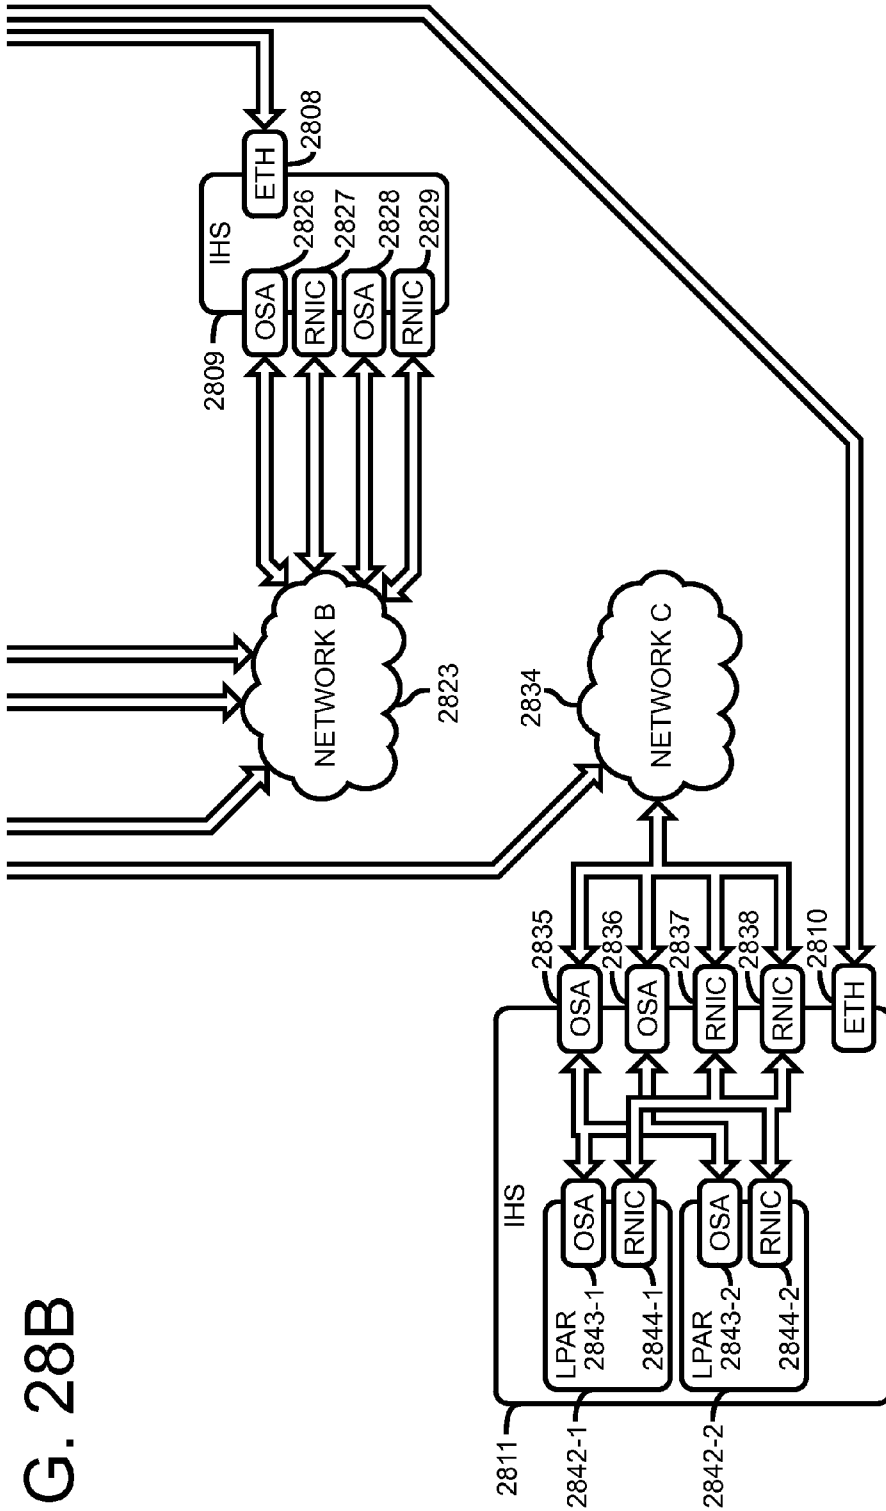 G. 28B
IHS
2811
LPAR
2842-1
OSA
2843-1
RNIC
2844-1
LPAR
2842-2
OSA
2843-2
RNIC
2844-2
OSA
2835
OSA
2836
RNIC
2837
RNIC
2838
ETH
2810
NETWORK B
2823
NETWORK C
2834
IHS
2809
OSA
2826
RNIC
2827
OSA
2828
RNIC
2829
ETH
2808